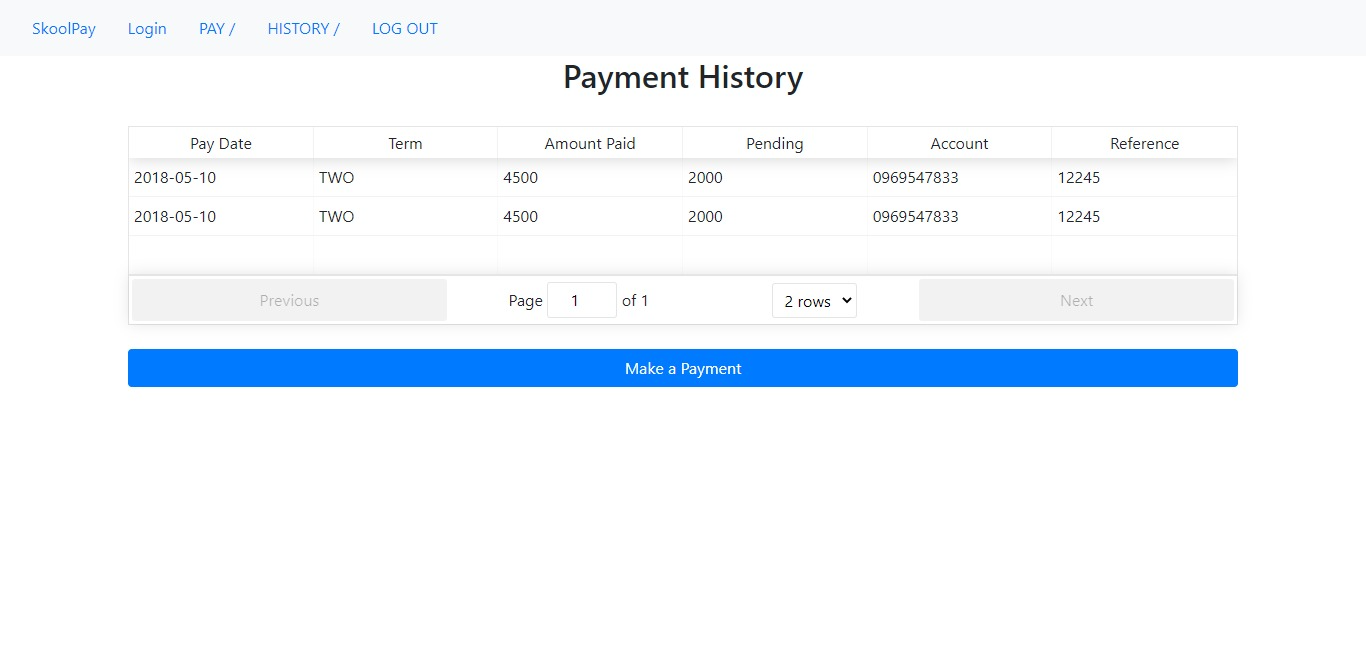 SkoolPay Login PAY / HISTORY / LOG OUT
Payment History
Pay Date Term Amount Paid Pending Account Reference
2018-05-10 TWO 4500 2000 0969547833 12245
2018-05-10 TWO 4500 2000 0969547833 12245
Previous Page 1 of 1 2 rows Next
Make a Payment